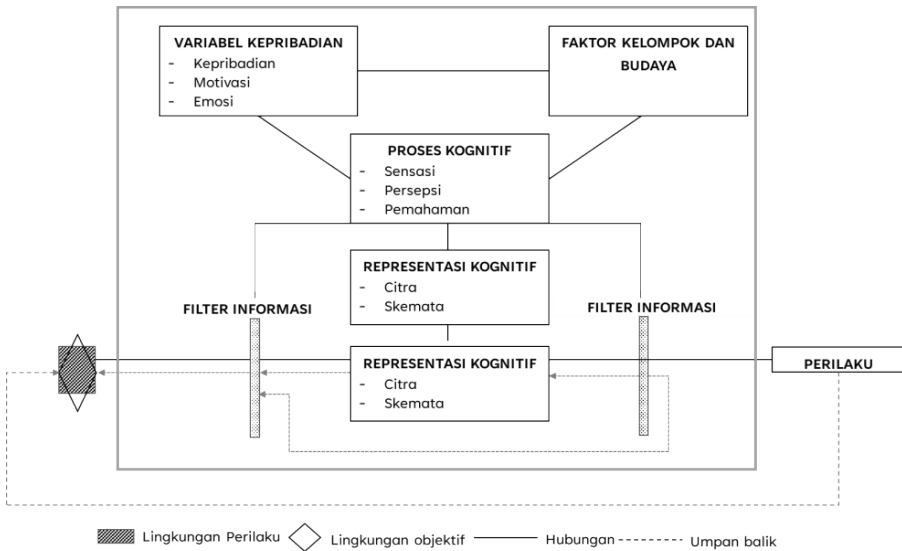 VARIABEL KEPRIBADIAN
- Kepribadian
- Motivasi
- Emosi
FAKTOR KELOMPOK DAN
BUDAYA
PROSES KOGNITIF
- Sensasi
- Persepsi
- Pemahaman
REPRESENTASI KOGNITIF
- Citra
- Skemata
FILTER INFORMASI
FILTER INFORMASI
REPRESENTASI KOGNITIF
- Citra
- Skemata
PERILAKU
Lingkungan Perilaku
Lingkungan objektif
Hubungan
Umpan balik